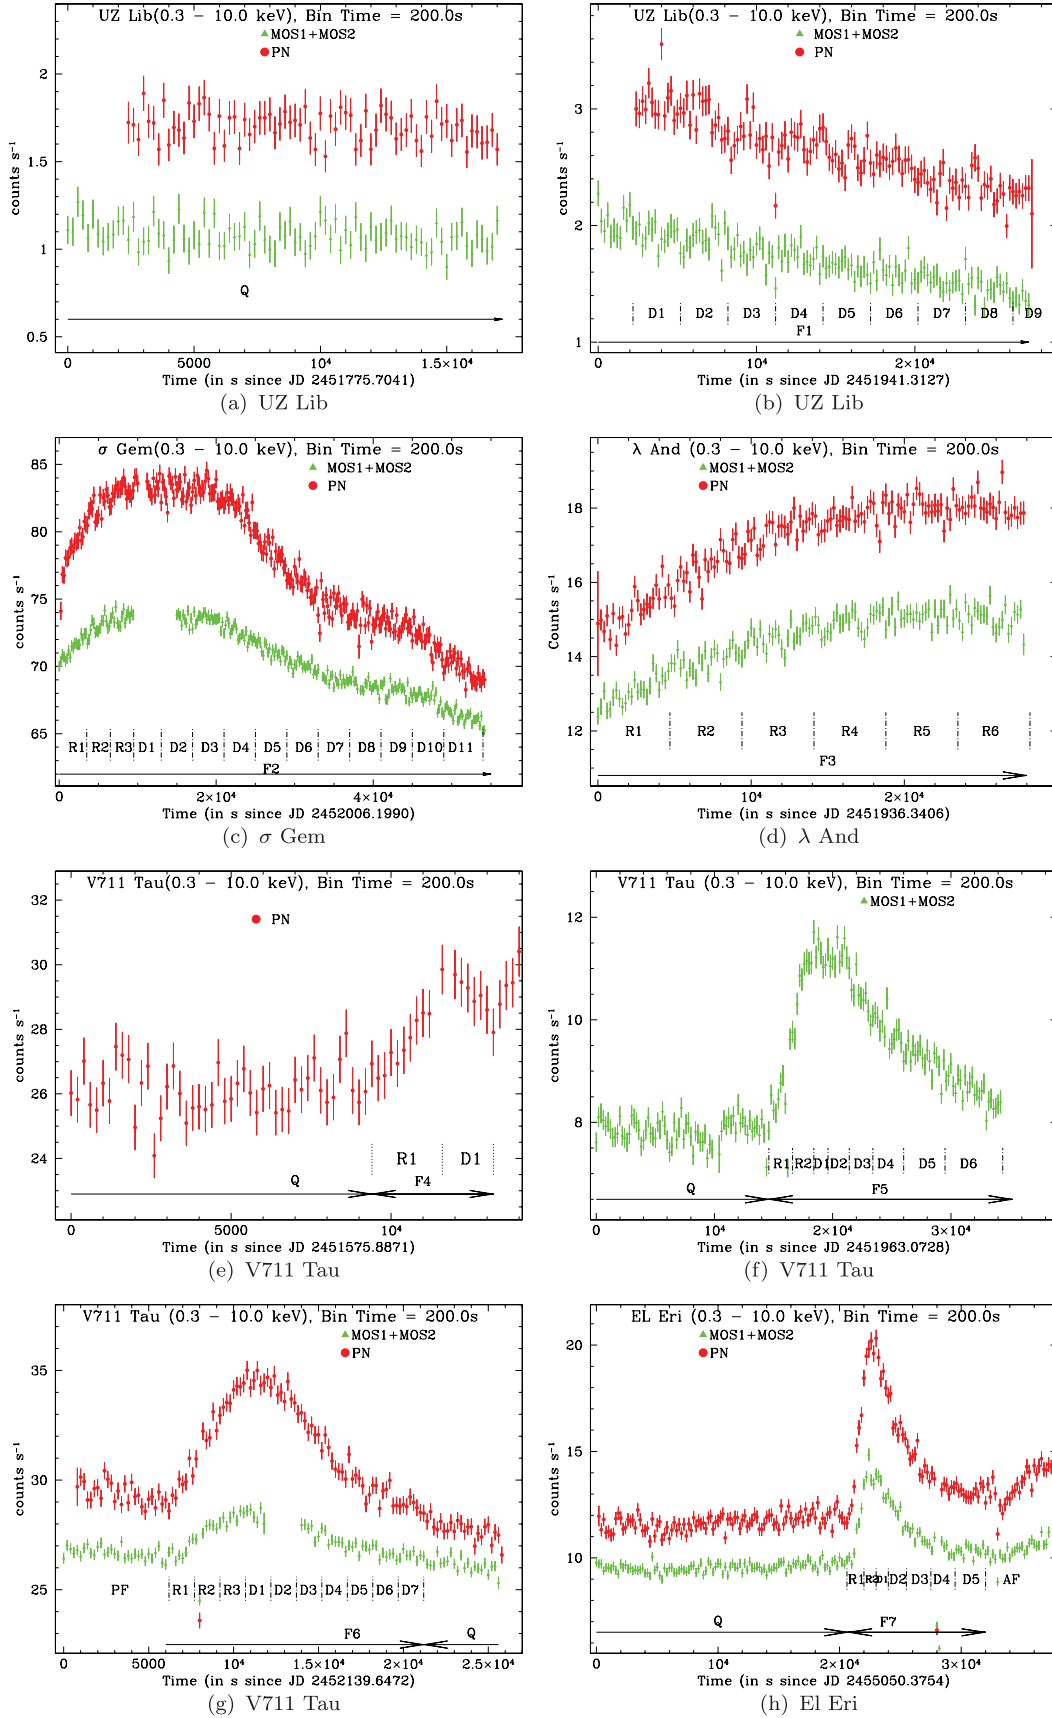 UZ Lib(0.3 − 10.0 keV), Bin Time = 200.0s
MOS1+MOS2
PN
counts s⁻¹
2
1.5
1
0.5
Q
0 5000 10⁴ 1.5×10⁴
Time (in s since JD 2451775.7041)
(a) UZ Lib
UZ Lib(0.3 − 10.0 keV), Bin Time = 200.0s
MOS1+MOS2
PN
counts s⁻¹
3
2
1
D1 D2 D3 D4 D5 D6 D7 D8 D9
F1
10⁴ 2×10⁴
Time (in s since JD 2451941.3127)
(b) UZ Lib
σ Gem(0.3 − 10.0 keV), Bin Time = 200.0s
MOS1+MOS2
PN
counts s⁻¹
85
80
75
70
65
R1 R2 R3 D1 D2 D3 D4 D5 D6 D7 D8 D9 D10 D11
F2
0 2×10⁴ 4×10⁴
Time (in s since JD 2452006.1990)
(c) σ Gem
λ And (0.3 − 10.0 keV), Bin Time = 200.0s
MOS1+MOS2
PN
Counts s⁻¹
18
16
14
12
R1 R2 R3 R4 R5 R6
F3
0 10⁴ 2×10⁴
Time (in s since JD 2451936.3406)
(d) λ And
V711 Tau(0.3 − 10.0 keV), Bin Time = 200.0s
PN
counts s⁻¹
32
30
28
26
24
R1 D1
Q F4
0 5000 10⁴
Time (in s since JD 2451575.8871)
(e) V711 Tau
V711 Tau (0.3 − 10.0 keV), Bin Time = 200.0s
MOS1+MOS2
counts s⁻¹
12
10
8
R1 R2 D1 D2 D3 D4 D5 D6
Q F5
0 10⁴ 2×10⁴ 3×10⁴
Time (in s since JD 2451963.0728)
(f) V711 Tau
V711 Tau (0.3 − 10.0 keV), Bin Time = 200.0s
MOS1+MOS2
PN
counts s⁻¹
35
30
25
PF R1 R2 R3 D1 D2 D3 D4 D5 D6 D7
F6 Q
0 5000 10⁴ 1.5×10⁴ 2×10⁴ 2.5×10⁴
Time (in s since JD 2452139.6472)
(g) V711 Tau
EL Eri (0.3 − 10.0 keV), Bin Time = 200.0s
MOS1+MOS2
PN
counts s⁻¹
20
15
10
R1 R2 D1 D2 D3 D4 D5 AF
Q F7
0 10⁴ 2×10⁴ 3×10⁴
Time (in s since JD 2455050.3754)
(h) El Eri